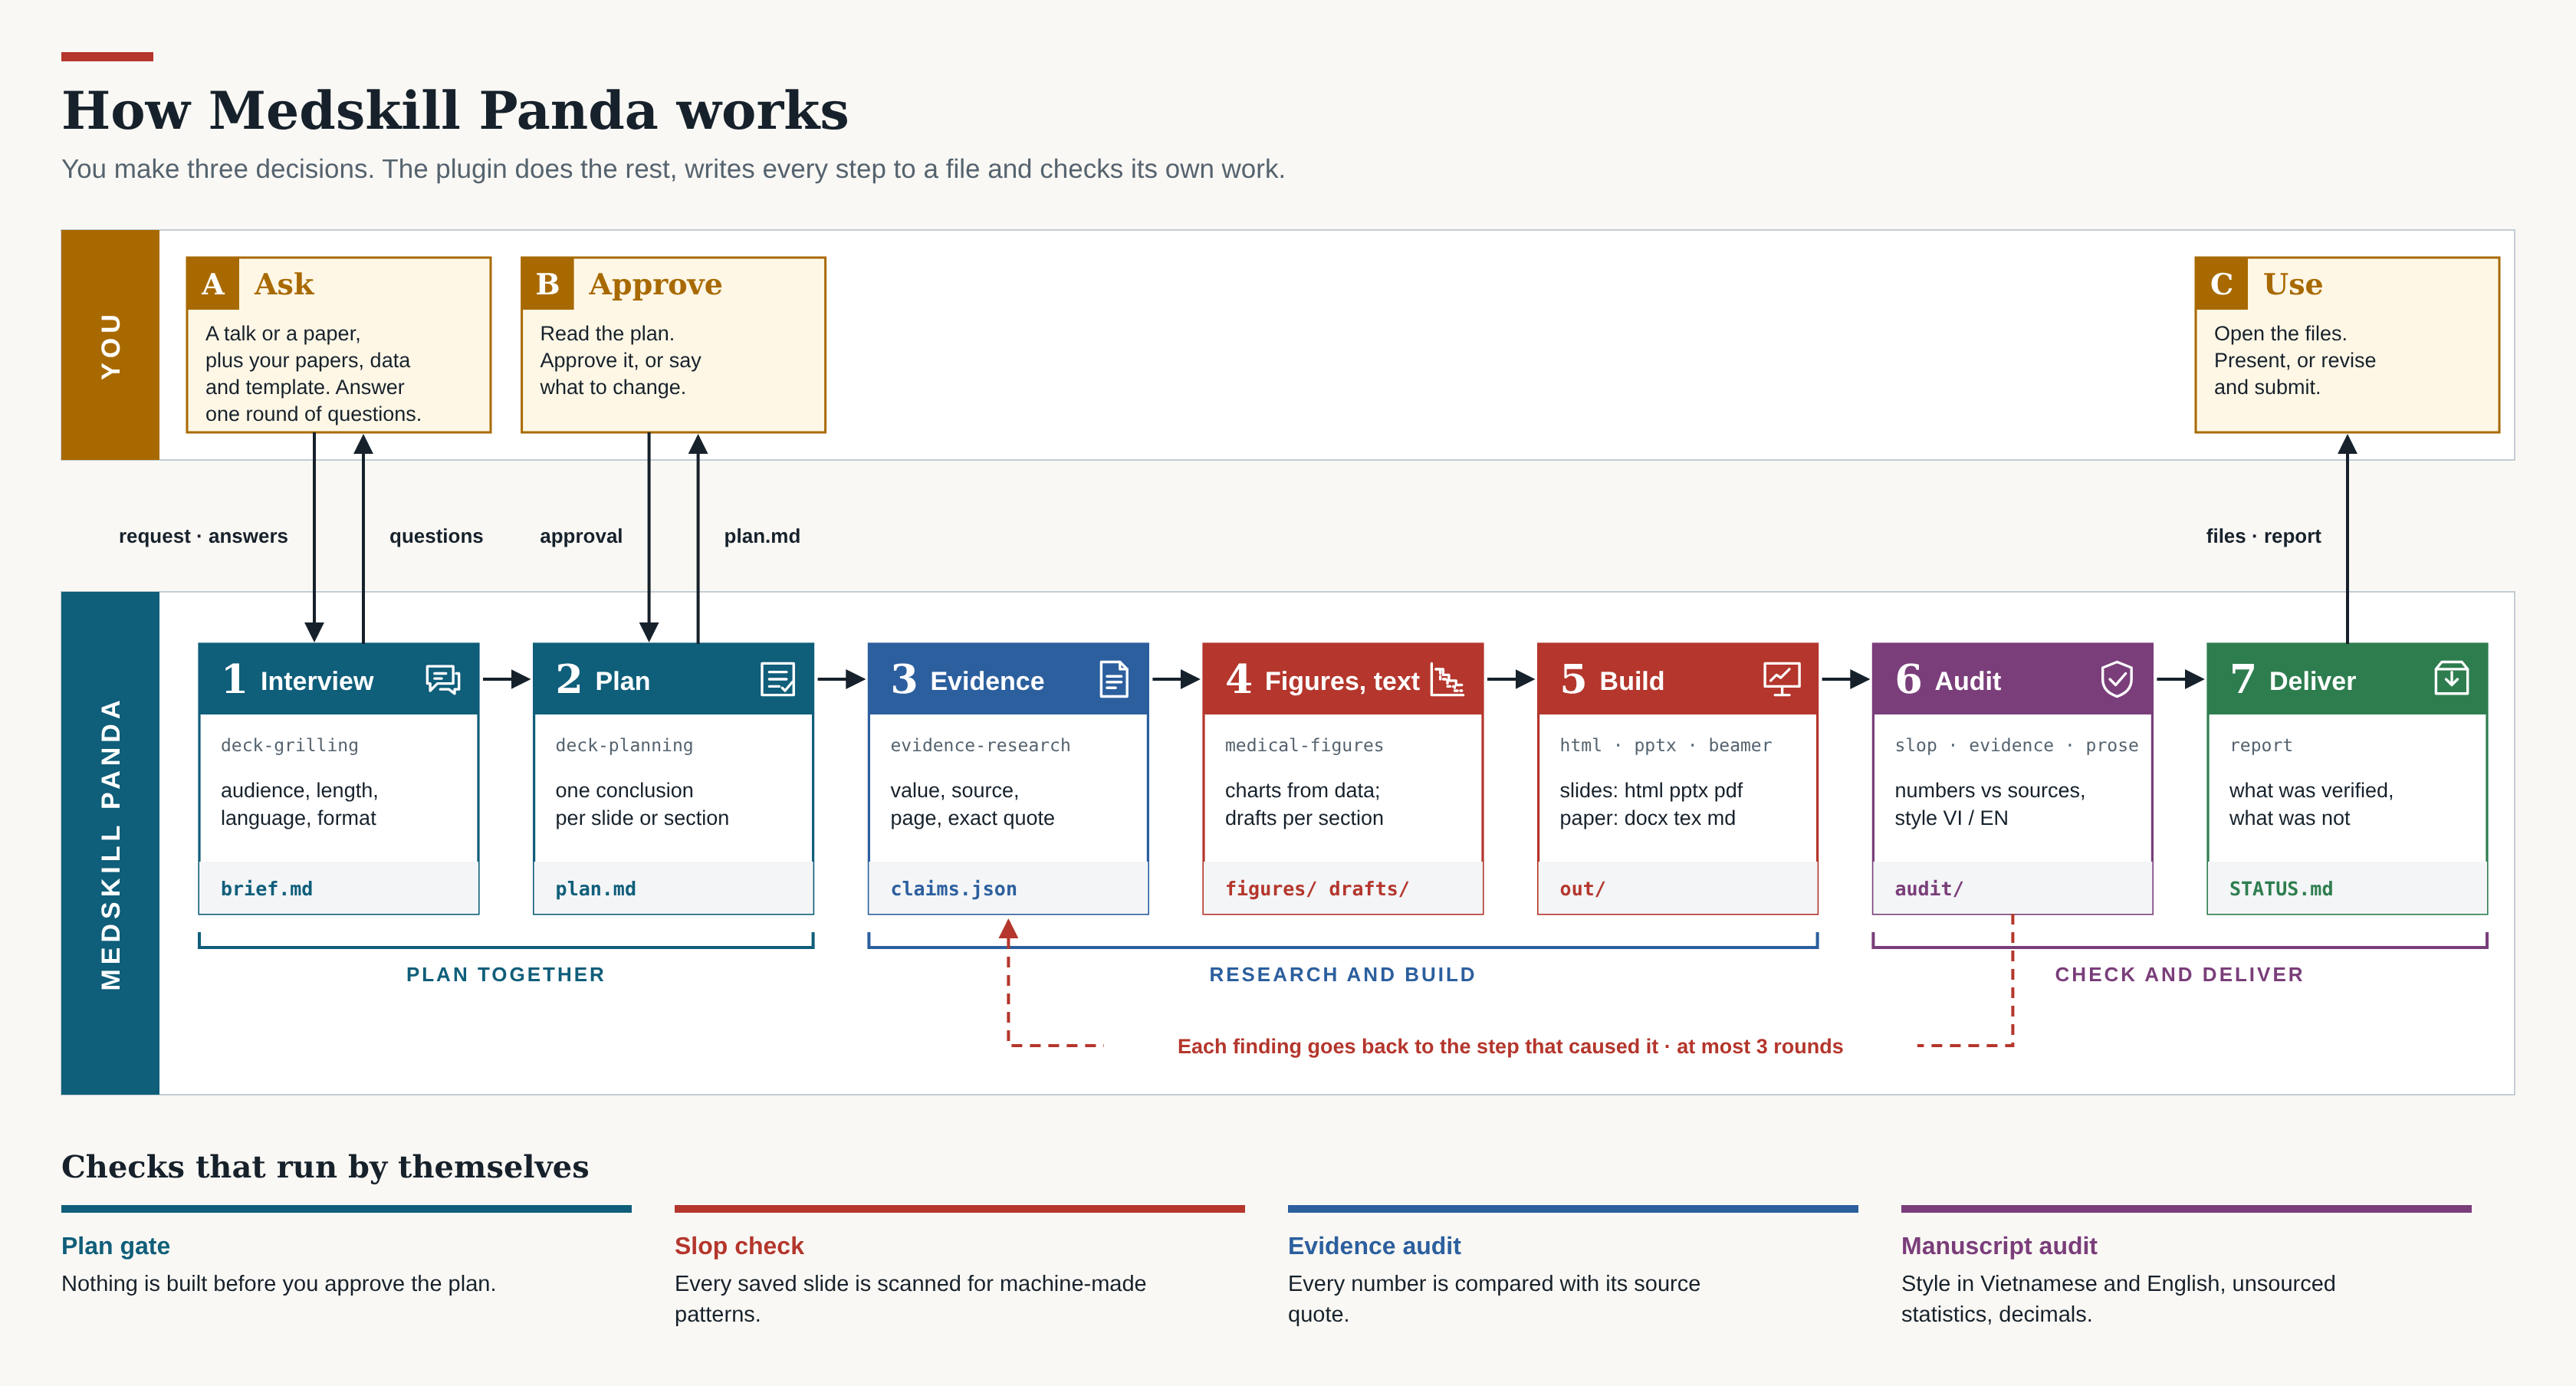 How Medskill Panda works
You make three decisions. The plugin does the rest, writes every step to a file and checks its own work.
YOU
A Ask
A talk or a paper,
plus your papers, data
and template. Answer
one round of questions.
B Approve
Read the plan.
Approve it, or say
what to change.
C Use
Open the files.
Present, or revise
and submit.
request · answers
questions
approval
plan.md
files · report
MEDSKILL PANDA
1 Interview
deck-grilling
audience, length,
language, format
brief.md
2 Plan
deck-planning
one conclusion
per slide or section
plan.md
3 Evidence
evidence-research
value, source,
page, exact quote
claims.json
4 Figures, text
medical-figures
charts from data;
drafts per section
figures/ drafts/
5 Build
html · pptx · beamer
slides: html pptx pdf
paper: docx tex md
out/
6 Audit
slop · evidence · prose
numbers vs sources,
style VI / EN
audit/
7 Deliver
report
what was verified,
what was not
STATUS.md
PLAN TOGETHER
RESEARCH AND BUILD
CHECK AND DELIVER
Each finding goes back to the step that caused it · at most 3 rounds
Checks that run by themselves
Plan gate
Nothing is built before you approve the plan.
Slop check
Every saved slide is scanned for machine-made
patterns.
Evidence audit
Every number is compared with its source
quote.
Manuscript audit
Style in Vietnamese and English, unsourced
statistics, decimals.